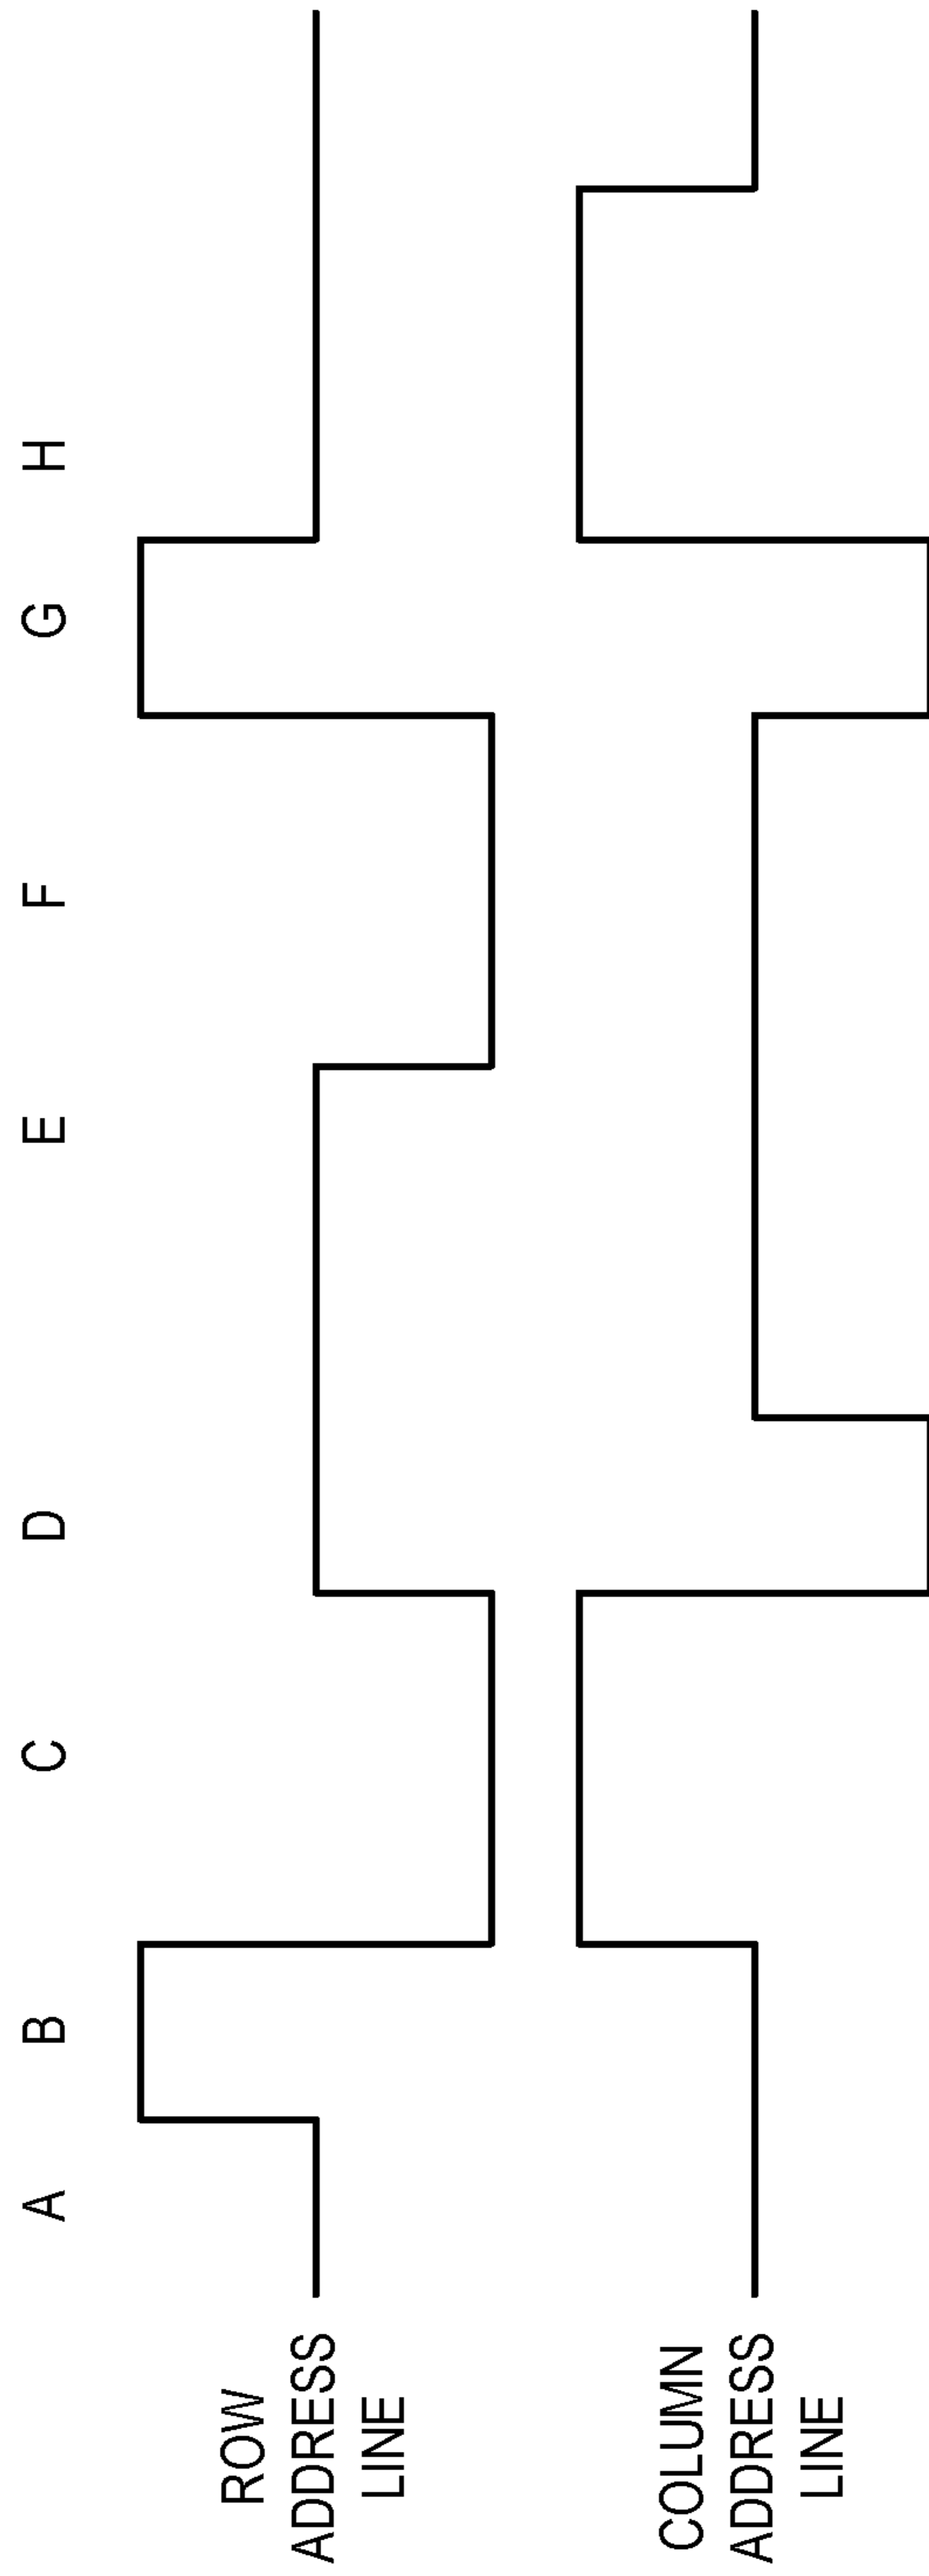 A B C D E F G H
ROW
ADDRESS
LINE
COLUMN
ADDRESS
LINE